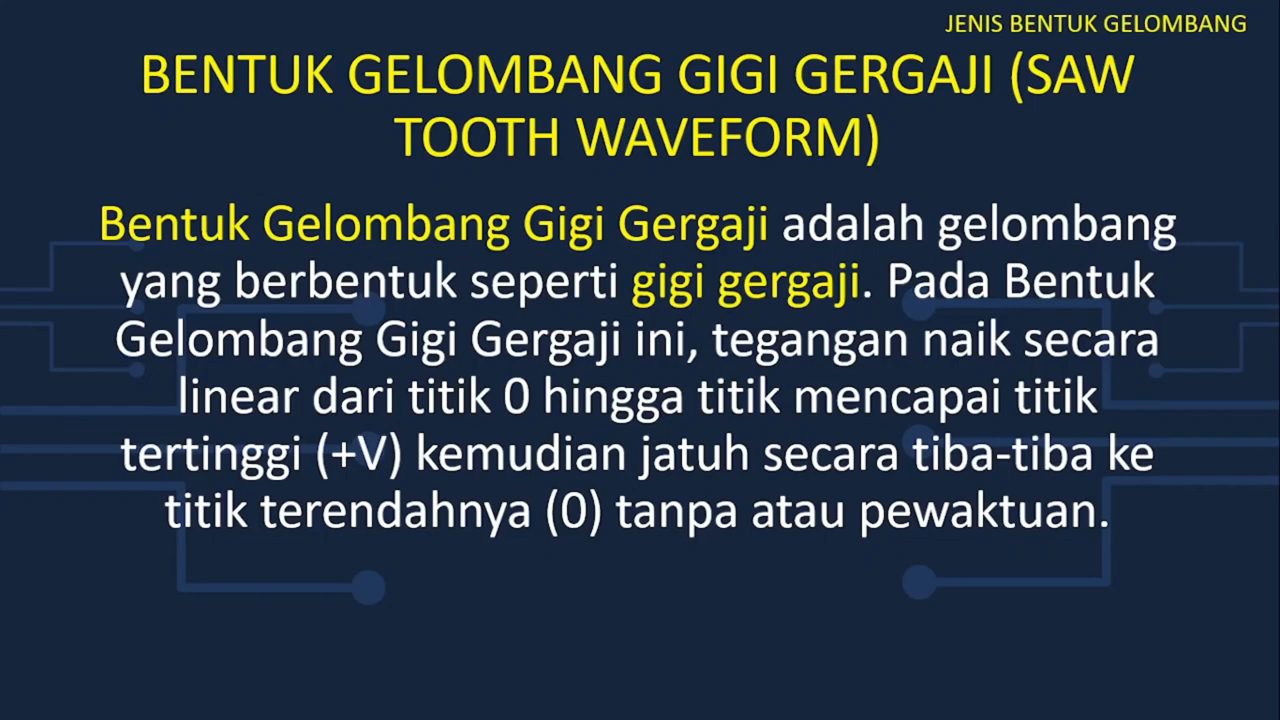 JENIS BENTUK GELOMBANG
BENTUK GELOMBANG GIGI GERGAJI (SAW
TOOTH WAVEFORM)
Bentuk Gelombang Gigi Gergaji adalah gelombang
yang berbentuk seperti gigi gergaji. Pada Bentuk
Gelombang Gigi Gergaji ini, tegangan naik secara
linear dari titik 0 hingga titik mencapai titik
tertinggi (+V) kemudian jatuh secara tiba-tiba ke
titik terendahnya (0) tanpa atau pewaktuan.